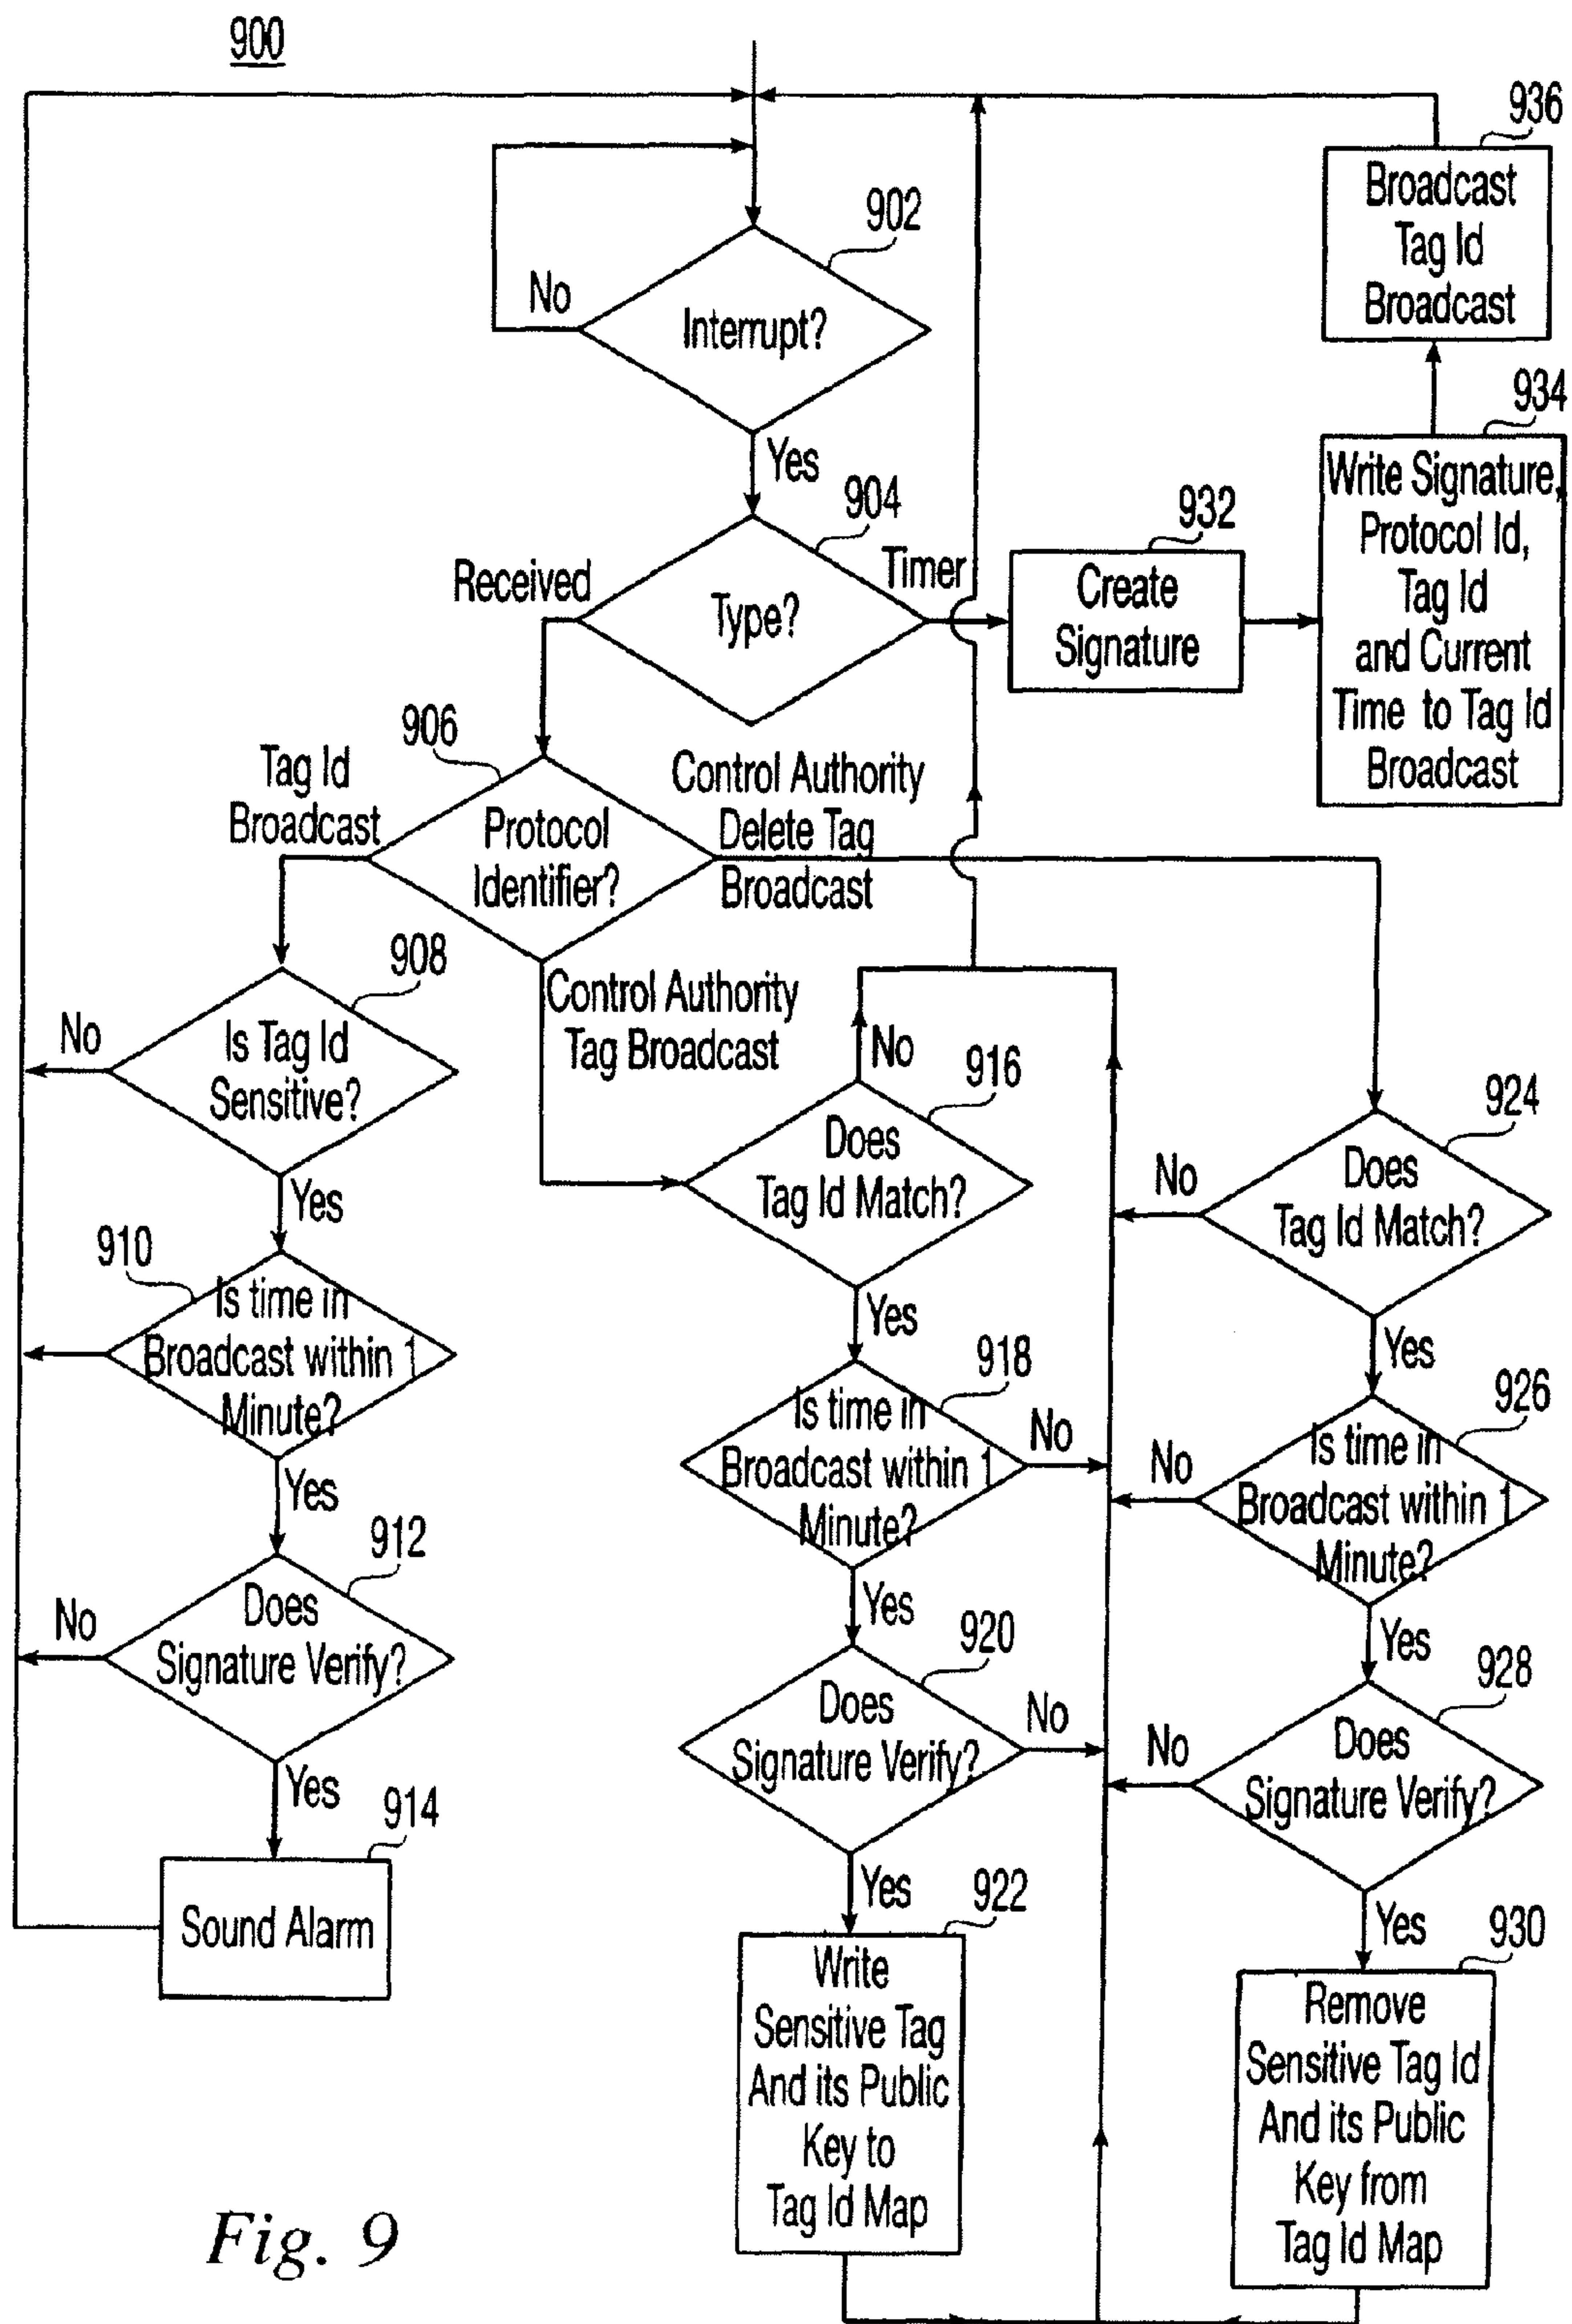 900
936
Broadcast
Tag Id
Broadcast
902
No
Interrupt?
Yes
934
Write Signature,
Protocol Id,
Tag Id
and Current
Time to Tag Id
Broadcast
904
Received
Type?
Timer
932
Create
Signature
906
Tag Id
Broadcast
Protocol
Identifier?
Control Authority
Delete Tag
Broadcast
Control Authority
Tag Broadcast
908
No
Is Tag Id
Sensitive?
Yes
910
Is time in
Broadcast within 1
Minute?
Yes
912
No
Does
Signature Verify?
Yes
914
Sound Alarm
No
916
Does
Tag Id Match?
Yes
918
Is time in
Broadcast within 1
Minute?
No
Yes
920
Does
Signature Verify?
No
Yes
922
Write
Sensitive Tag
And its Public
Key to
Tag Id Map
924
No
Does
Tag Id Match?
Yes
926
No
Is time in
Broadcast within 1
Minute?
Yes
928
No
Does
Signature Verify?
Yes
930
Remove
Sensitive Tag Id
And its Public
Key from
Tag Id Map
Fig. 9